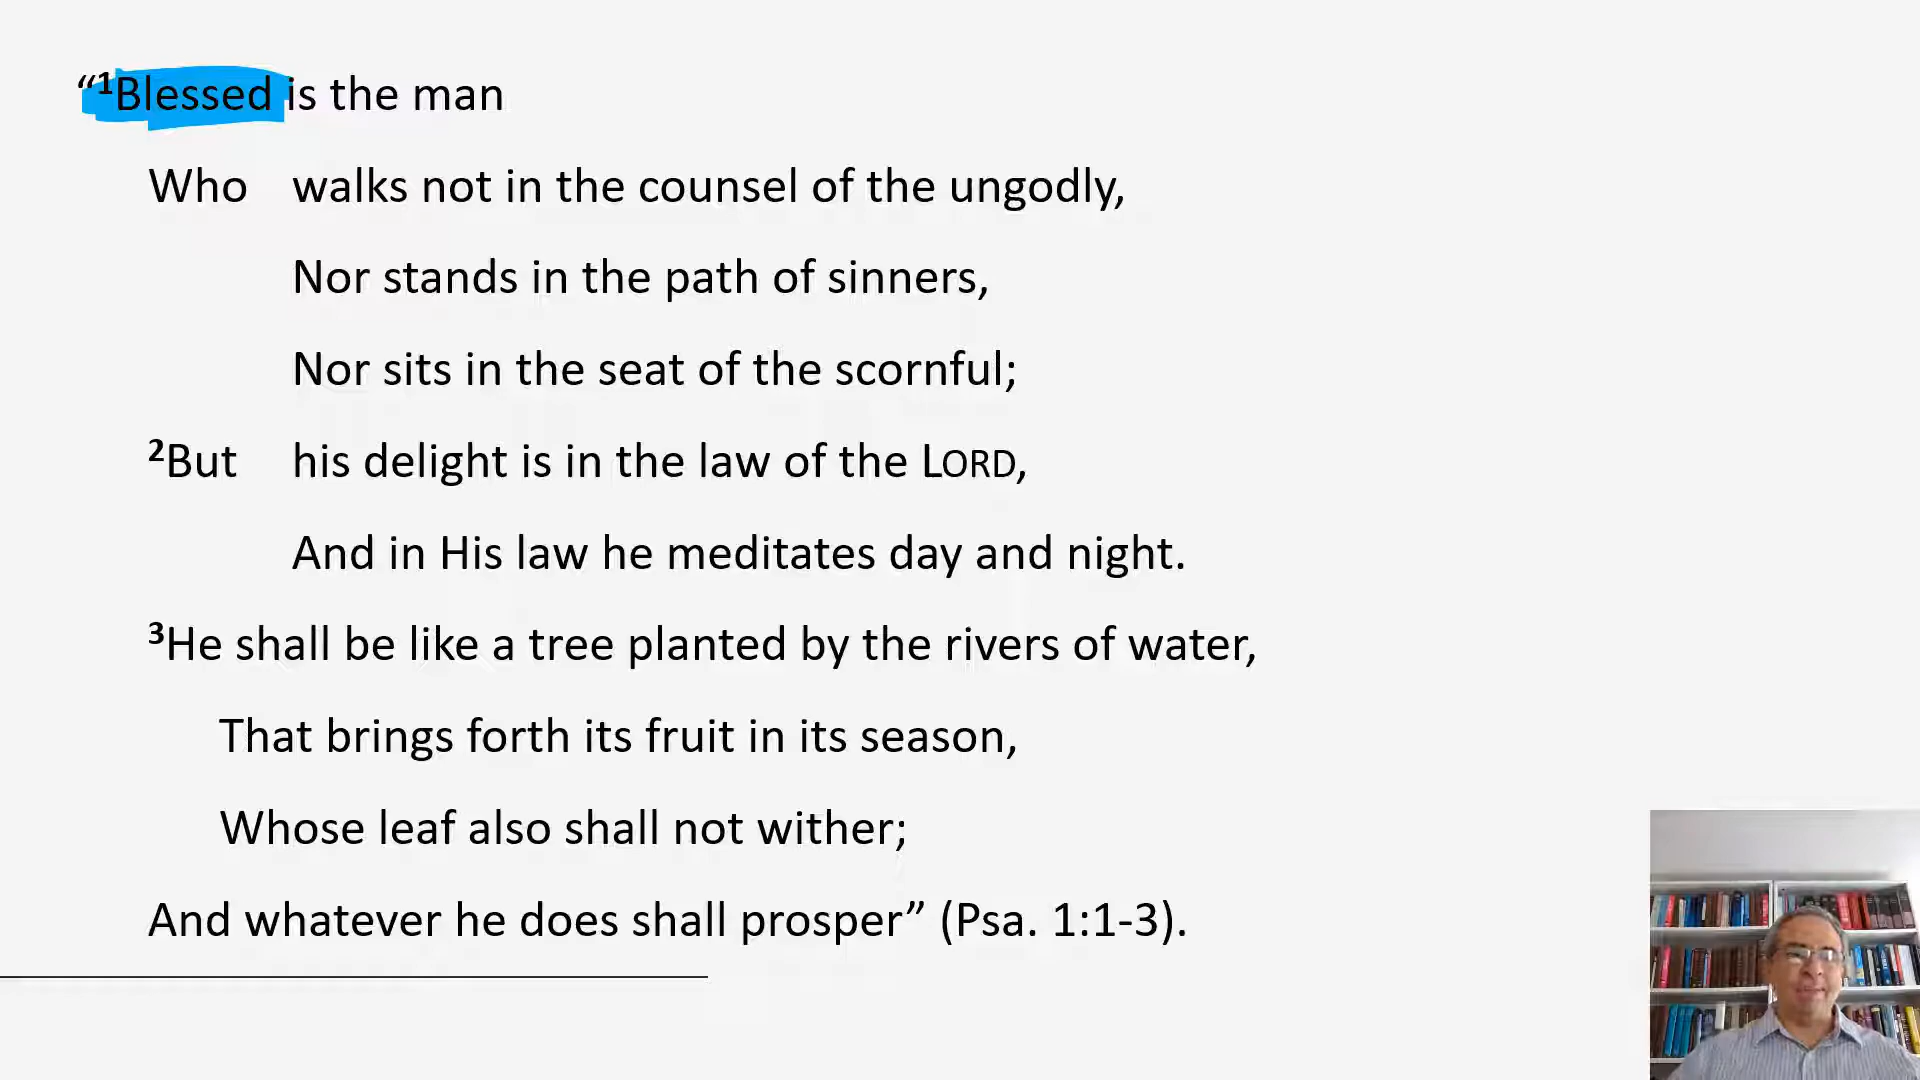 “¹Blessed is the man
Who walks not in the counsel of the ungodly,
Nor stands in the path of sinners,
Nor sits in the seat of the scornful;
²But his delight is in the law of the LORD,
And in His law he meditates day and night.
³He shall be like a tree planted by the rivers of water,
That brings forth its fruit in its season,
Whose leaf also shall not wither;
And whatever he does shall prosper” (Psa. 1:1-3).